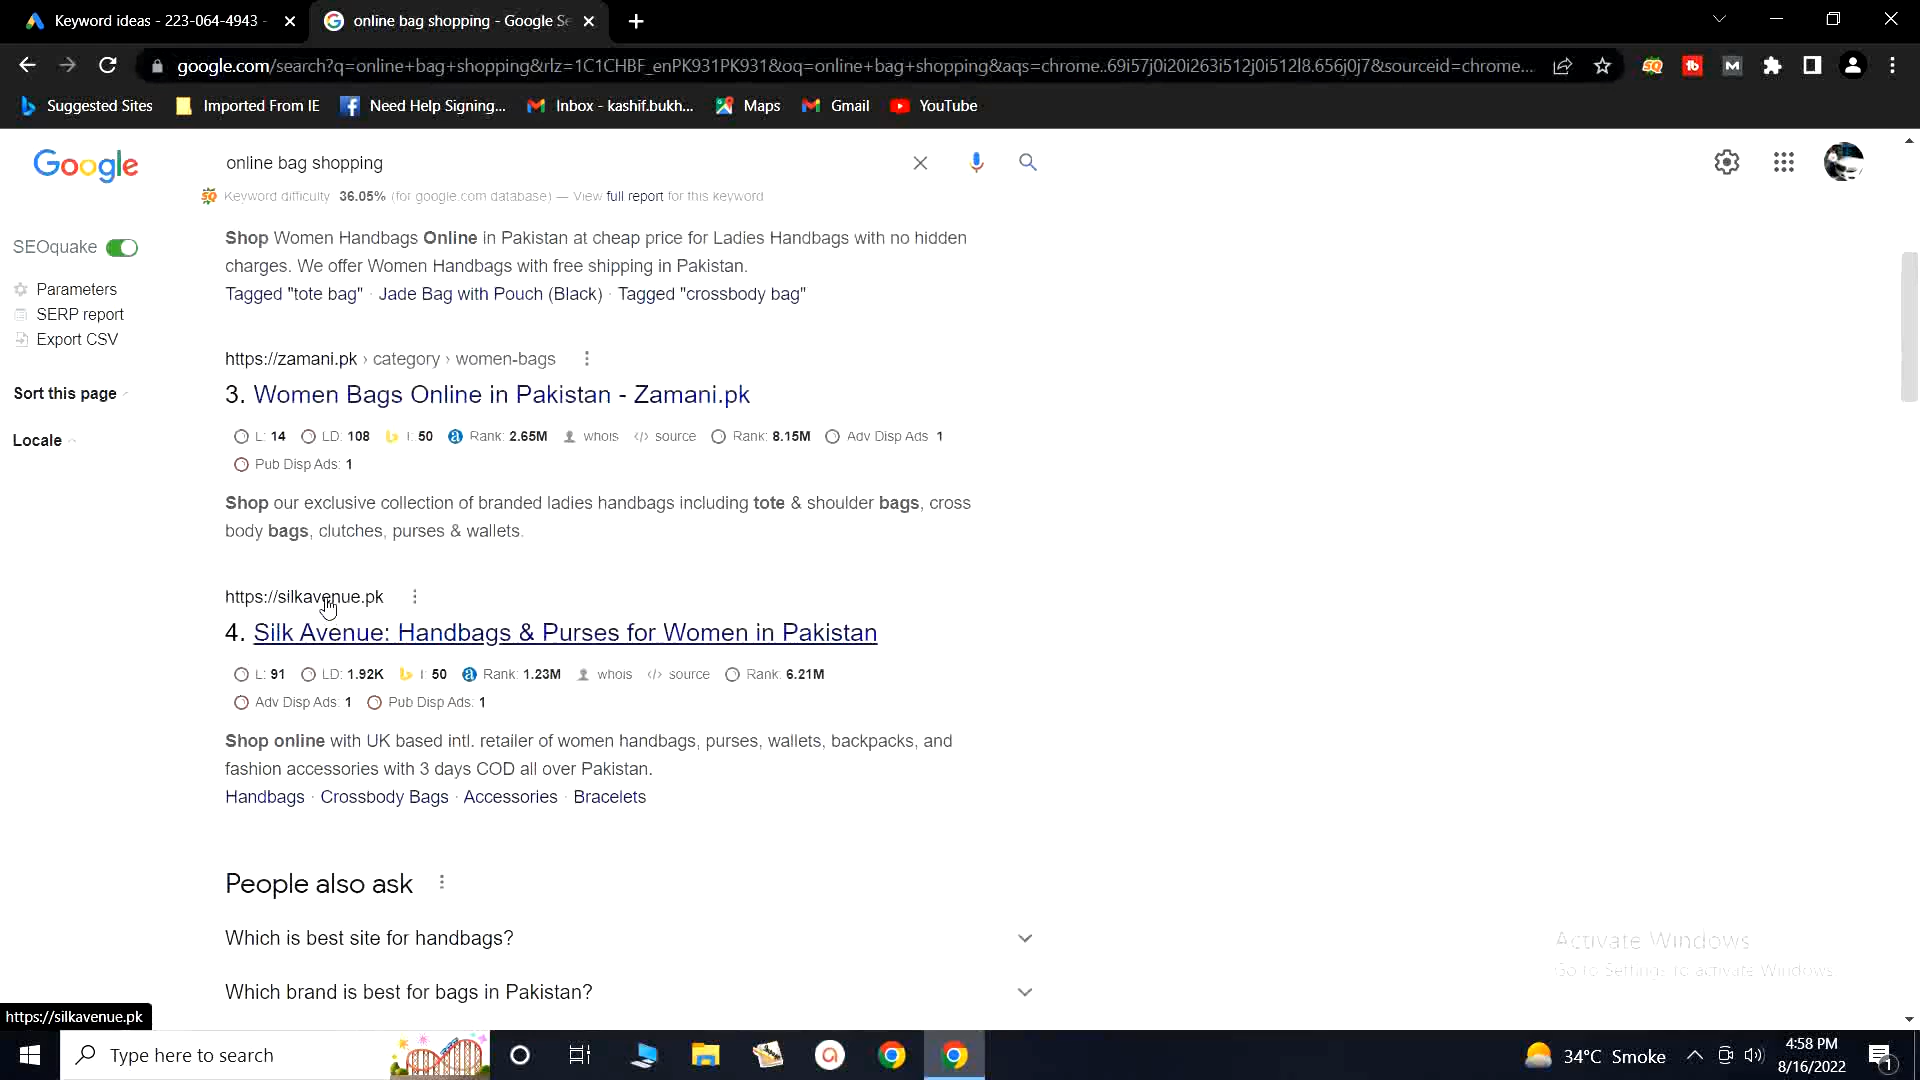 Keyword ideas - 223-064-4943 -
online bag shopping - Google Se
google.com/search?q=online+bag+shopping&rlz=1C1CHBF_enPK931PK931&oq=online+bag+shopping&aqs=chrome..69i57j0i20i263i512j0i512l8.656j0j7&sourceid=chrome...
Suggested Sites
Imported From IE
Need Help Signing...
Inbox - kashif.bukh...
Maps
Gmail
YouTube
Google
online bag shopping
Keyword difficulty 36.05% (for google.com database) — View full report for this keyword
SEOquake
Parameters
SERP report
Export CSV
Sort this page
Locale
Shop Women Handbags Online in Pakistan at cheap price for Ladies Handbags with no hidden
charges. We offer Women Handbags with free shipping in Pakistan.
Tagged "tote bag" · Jade Bag with Pouch (Black) · Tagged "crossbody bag"
https://zamani.pk › category › women-bags
3. Women Bags Online in Pakistan - Zamani.pk
L: 14 LD: 108 I: 50 Rank: 2.65M whois </> source Rank: 8.15M Adv Disp Ads 1
Pub Disp Ads: 1
Shop our exclusive collection of branded ladies handbags including tote & shoulder bags, cross
body bags, clutches, purses & wallets.
https://silkavenue.pk
4. Silk Avenue: Handbags & Purses for Women in Pakistan
L: 91 LD: 1.92K I: 50 Rank: 1.23M whois </> source Rank: 6.21M
Adv Disp Ads: 1 Pub Disp Ads: 1
Shop online with UK based intl. retailer of women handbags, purses, wallets, backpacks, and
fashion accessories with 3 days COD all over Pakistan.
Handbags · Crossbody Bags · Accessories · Bracelets
People also ask
Which is best site for handbags?
Which brand is best for bags in Pakistan?
Activate Windows
Go to Settings to activate Windows
https://silkavenue.pk
Type here to search
34°C Smoke
4:58 PM
8/16/2022
1